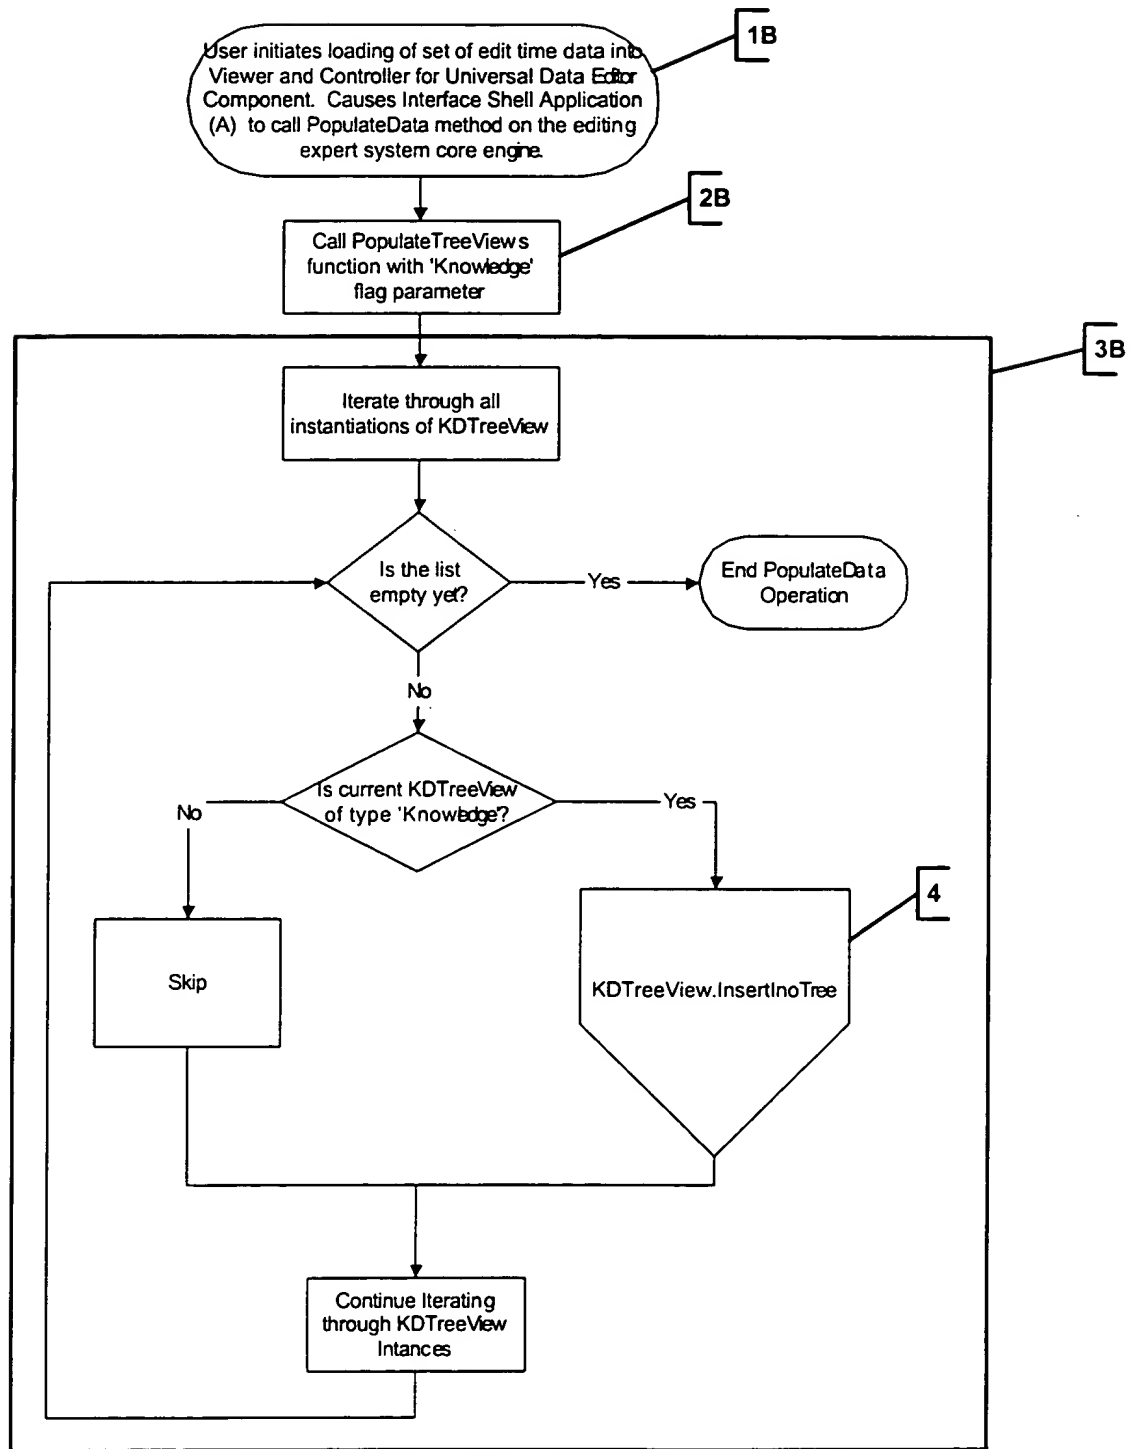 1B
User initiates loading of set of edit time data into
Viewer and Controller for Universal Data Editor
Component. Causes Interface Shell Application
(A) to call PopulateData method on the editing
expert system core engine.
2B
Call PopulateTreeViews
function with 'Knowledge'
flag parameter
3B
Iterate through all
instantiations of KDTreeView
Is the list
empty yet?
Yes
End PopulateData
Operation
No
Is current KDTreeView
of type 'Knowledge'?
No
Yes
4
Skip
KDTreeView.InsertInoTree
Continue Iterating
through KDTreeView
Intances